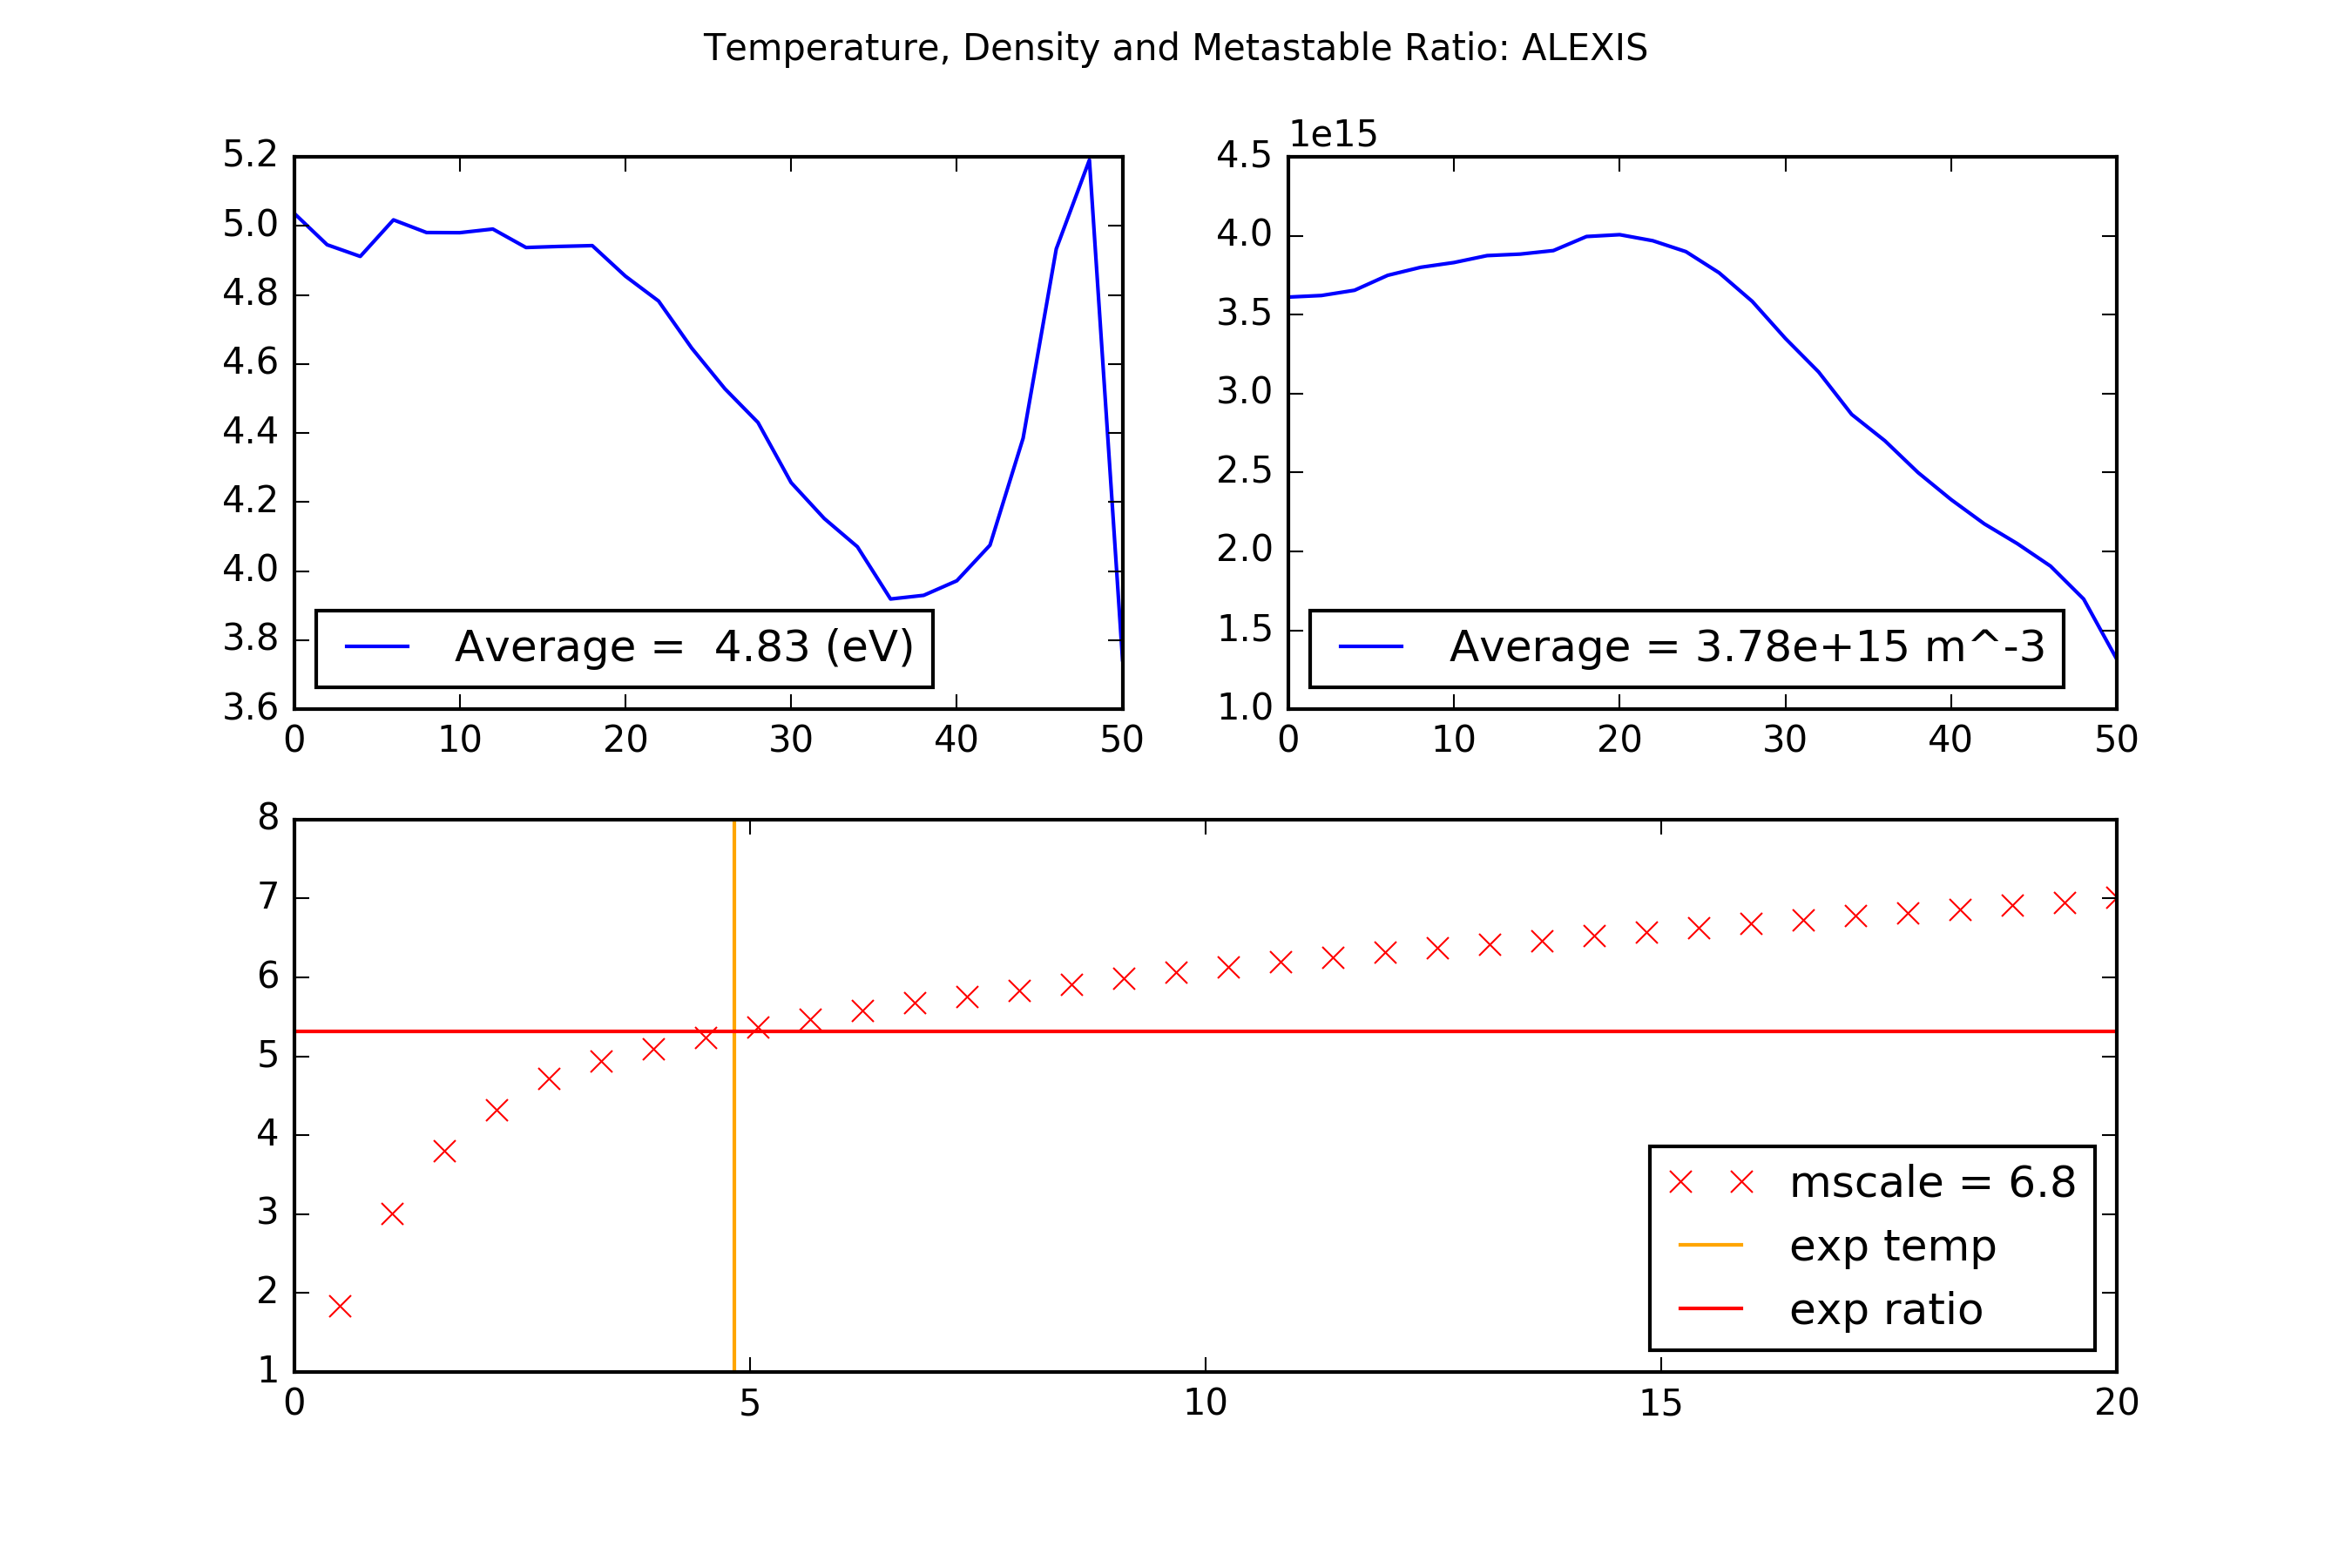 Temperature, Density and Metastable Ratio: ALEXIS
5.2
5.0
4.8
4.6
4.4
4.2
4.0
3.8
3.6
0 10 20 30 40 50
Average =  4.83 (eV)
1e15
4.5
4.0
3.5
3.0
2.5
2.0
1.5
1.0
0 10 20 30 40 50
Average = 3.78e+15 m^-3
8
7
6
5
4
3
2
1
0 5 10 15 20
mscale = 6.8
exp temp
exp ratio